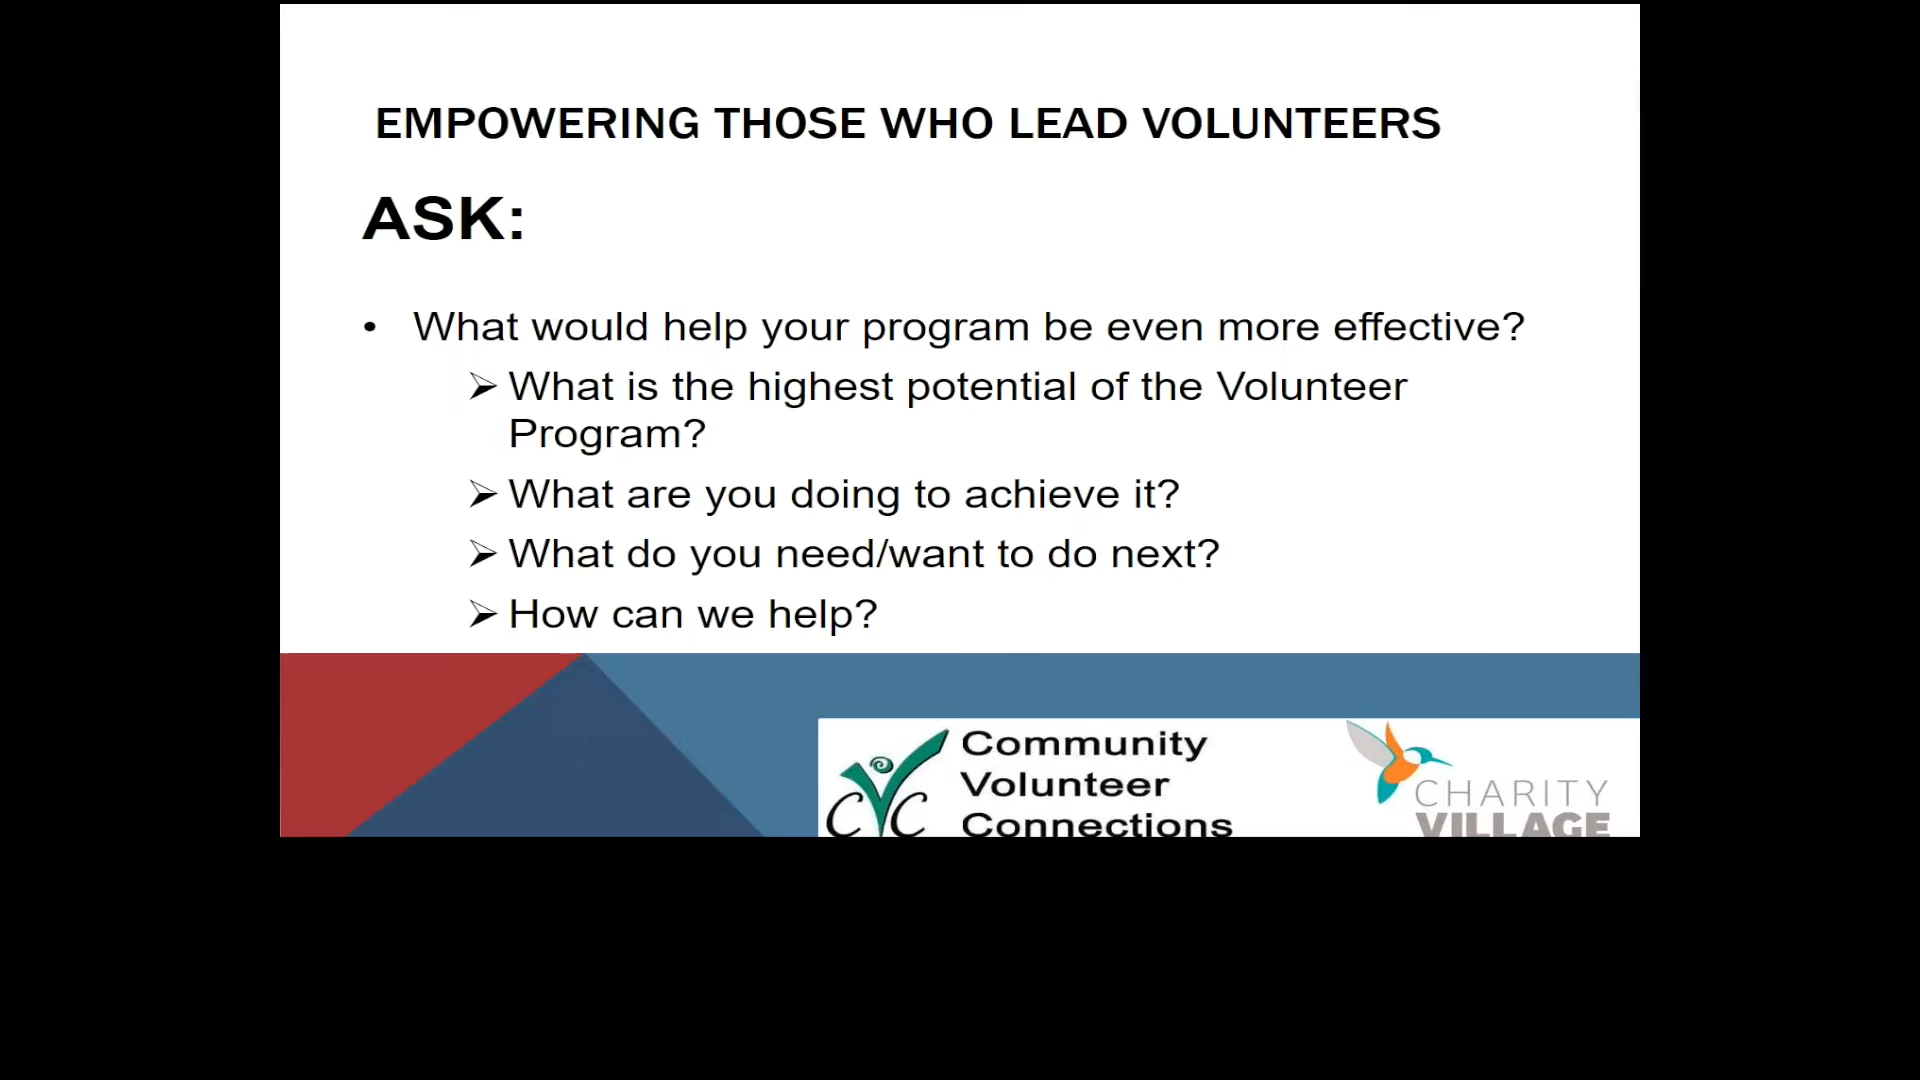 EMPOWERING THOSE WHO LEAD VOLUNTEERS
ASK:
• What would help your program be even more effective?
➢ What is the highest potential of the Volunteer
Program?
➢ What are you doing to achieve it?
➢ What do you need/want to do next?
➢ How can we help?
CVC
Community
Volunteer
Connections
CHARITY
VILLAGE